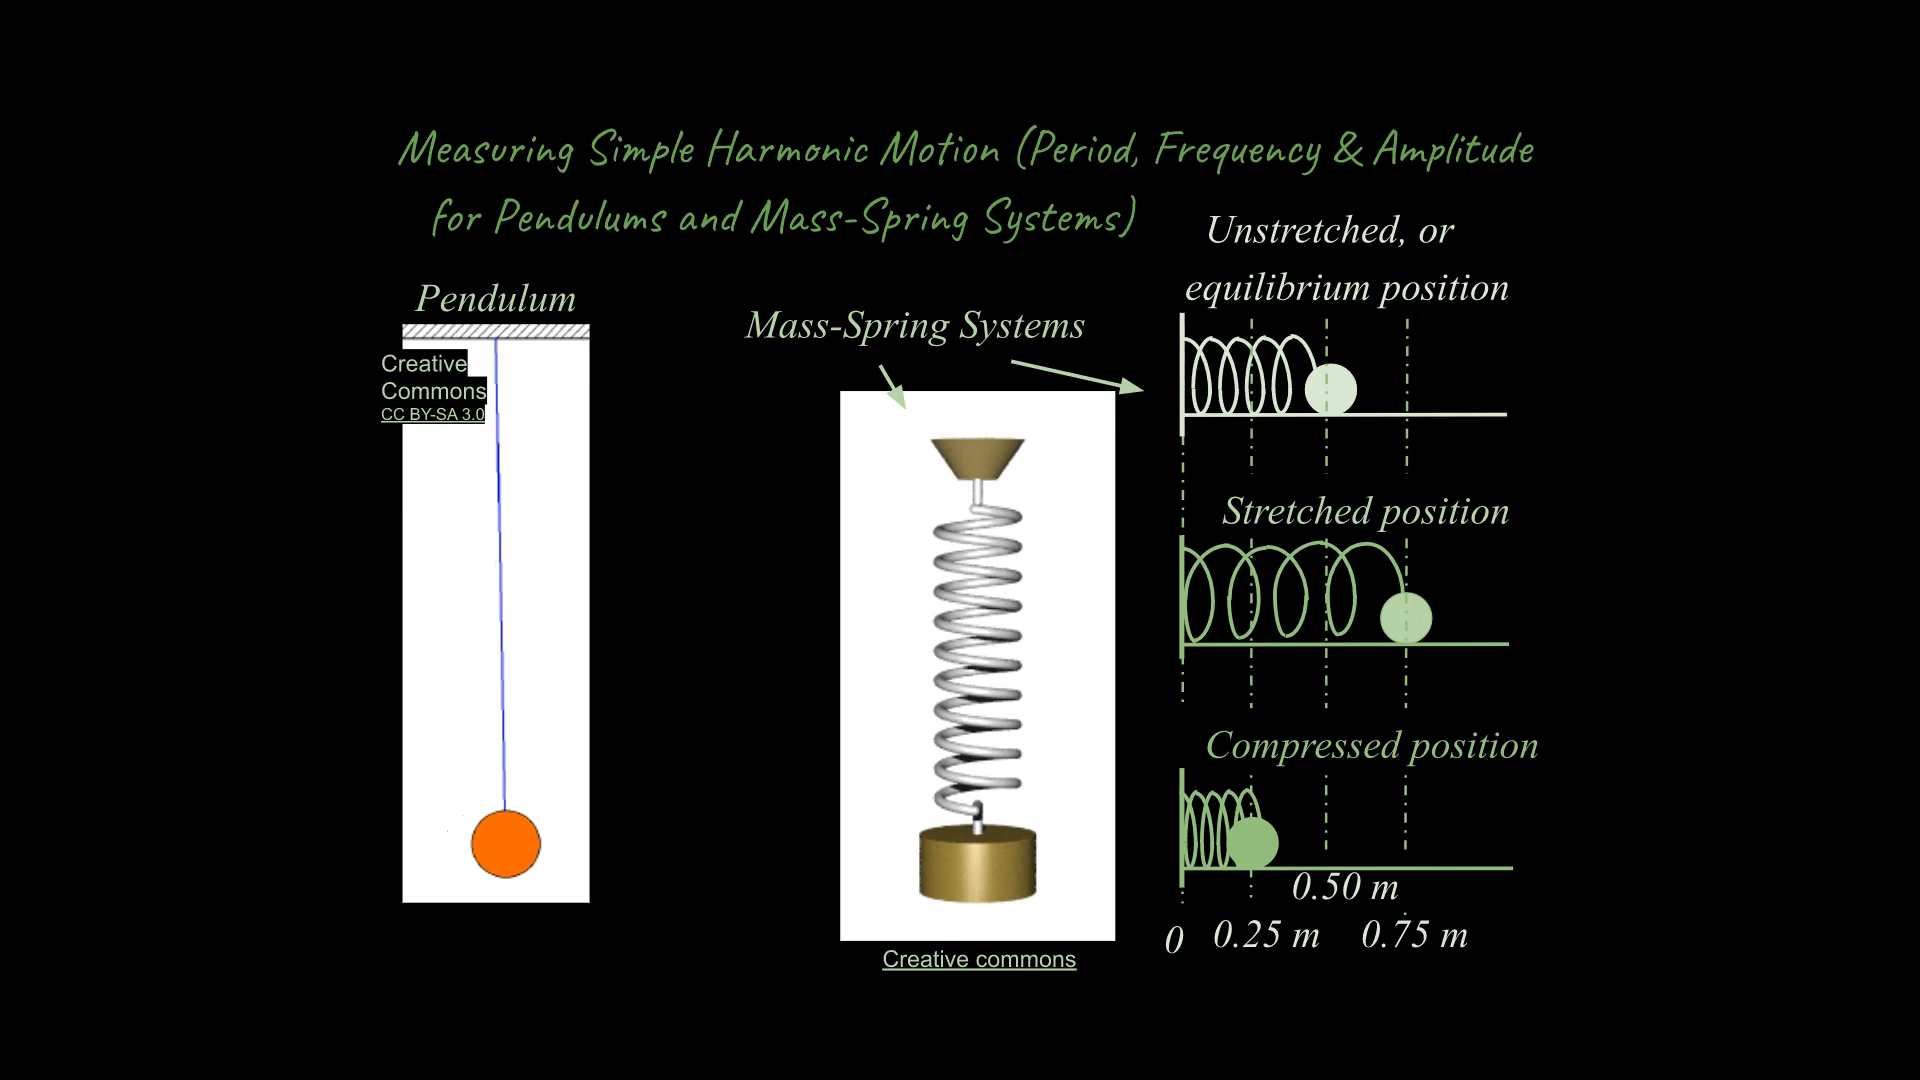 Measuring Simple Harmonic Motion (Period, Frequency & Amplitude
for Pendulums and Mass-Spring Systems)
Pendulum
Creative
Commons
CC BY-SA 3.0
Mass-Spring Systems
Creative commons
Unstretched, or
equilibrium position
Stretched position
Compressed position
0.50 m
0 0.25 m 0.75 m